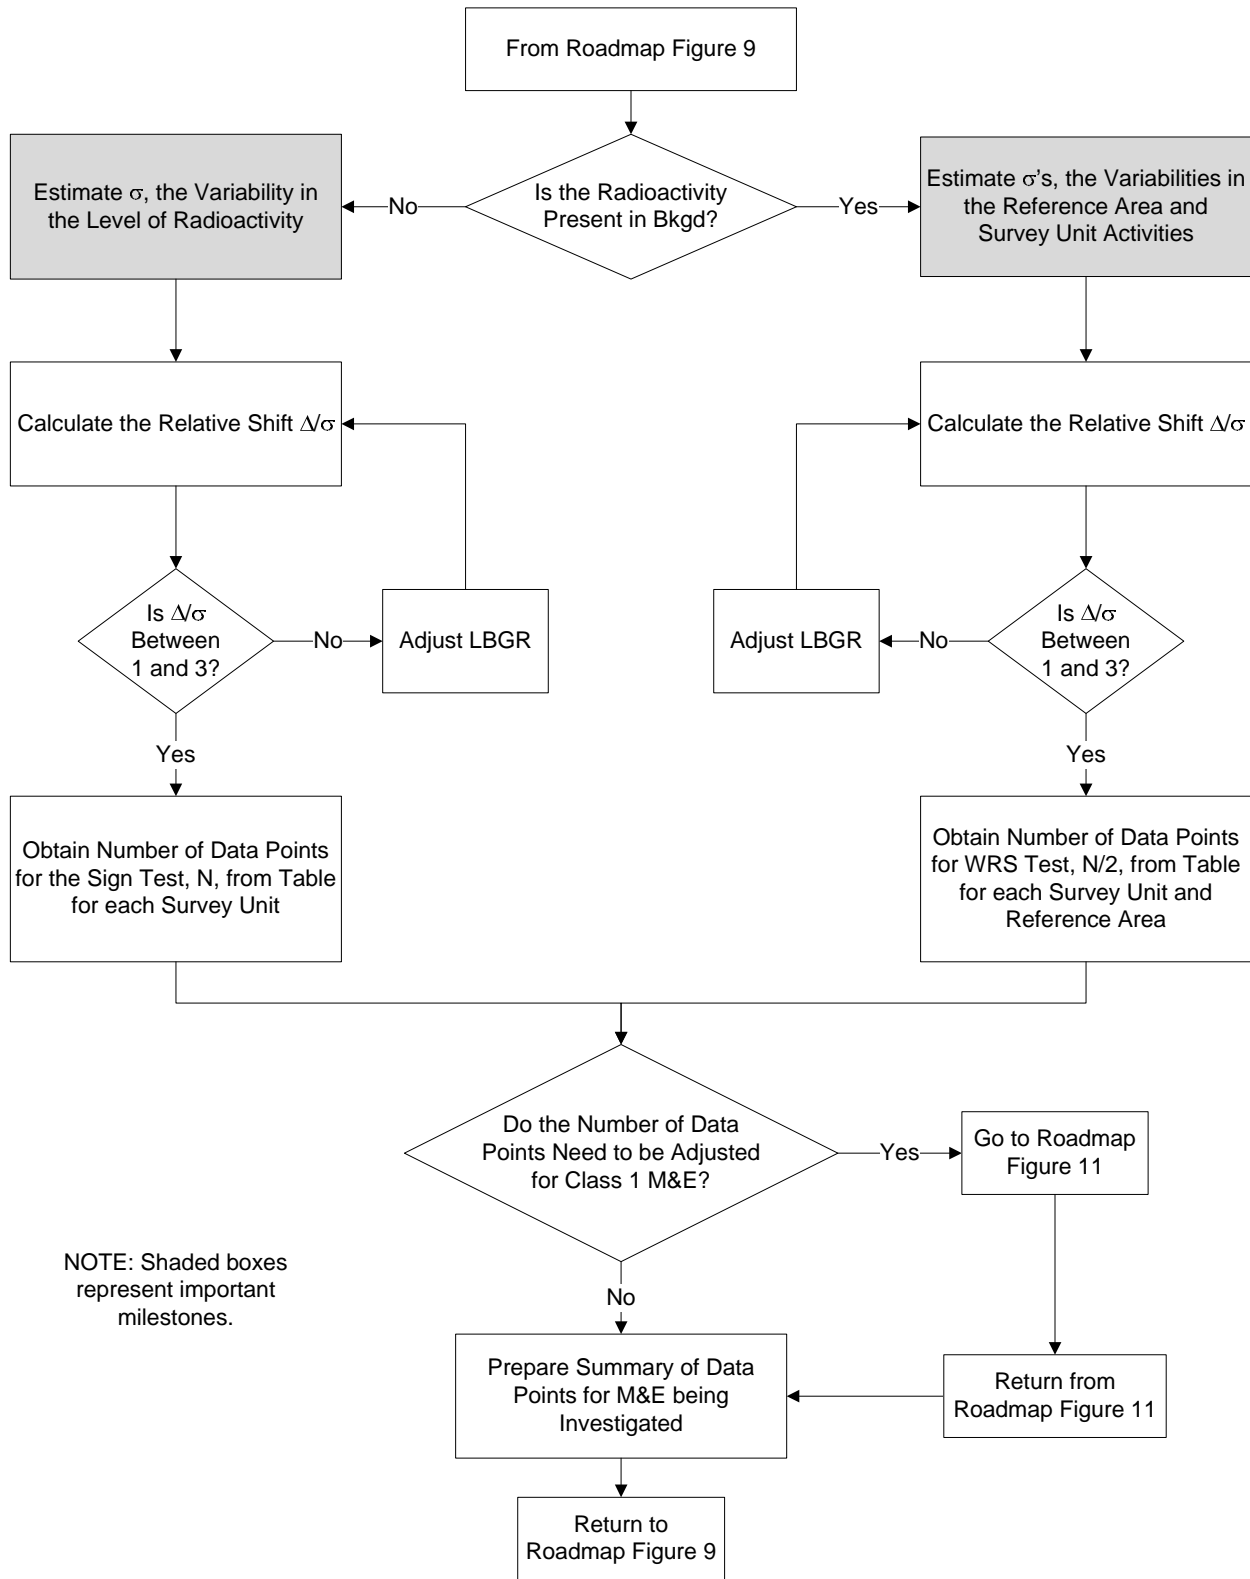 From Roadmap Figure 9
Estimate σ, the Variability in
the Level of Radioactivity
No
Is the Radioactivity
Present in Bkgd?
Yes
Estimate σ's, the Variabilities in
the Reference Area and
Survey Unit Activities
Calculate the Relative Shift Δ/σ
Calculate the Relative Shift Δ/σ
Is Δ/σ
Between
1 and 3?
No
Adjust LBGR
Adjust LBGR
No
Is Δ/σ
Between
1 and 3?
Yes
Yes
Obtain Number of Data Points
for the Sign Test, N, from Table
for each Survey Unit
Obtain Number of Data Points
for WRS Test, N/2, from Table
for each Survey Unit and
Reference Area
Do the Number of Data
Points Need to be Adjusted
for Class 1 M&E?
Yes
Go to Roadmap
Figure 11
NOTE: Shaded boxes
represent important
milestones.
No
Prepare Summary of Data
Points for M&E being
Investigated
Return from
Roadmap Figure 11
Return to
Roadmap Figure 9